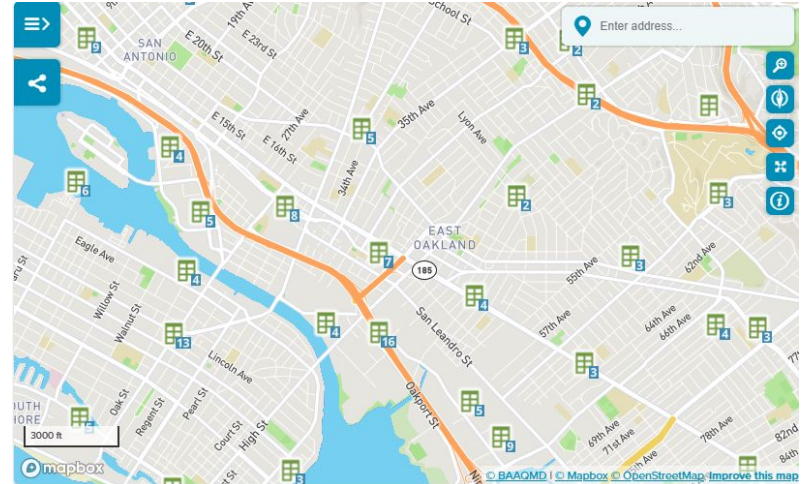 19th Ave
School St
Enter address...
9
SAN
ANTONIO
E 20th St
E 23rd St
3
2
2
E 15th St
27th Ave
E 16th St
5
35th Ave
Lyon Ave
4
34th Ave
6
5
8
2
3
EAST
OAKLAND
Eagle Ave
4
7
185
55th Ave
3
62nd Ave
Willow St
Walnut St
4
57th Ave
64th Ave
66th Ave
13
4
16
San Leandro St
4
3
Lincoln Ave
3
77th
Oak St
Regent St
Pearl St
Oakport St
5
3000 ft
Court St
High St
9
69th Ave
71st Ave
78th Ave
82nd
84th
3
mapbox
© BAAQMD | © Mapbox © OpenStreetMap Improve this map